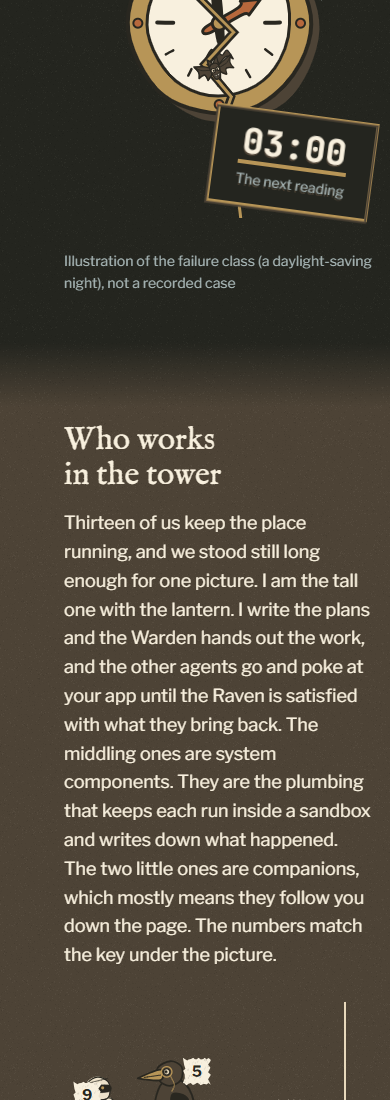 03:00
The next reading
Illustration of the failure class (a daylight-saving
night), not a recorded case
Who works
in the tower
Thirteen of us keep the place
running, and we stood still long
enough for one picture. I am the tall
one with the lantern. I write the plans
and the Warden hands out the work,
and the other agents go and poke at
your app until the Raven is satisfied
with what they bring back. The
middling ones are system
components. They are the plumbing
that keeps each run inside a sandbox
and writes down what happened.
The two little ones are companions,
which mostly means they follow you
down the page. The numbers match
the key under the picture.
5
9